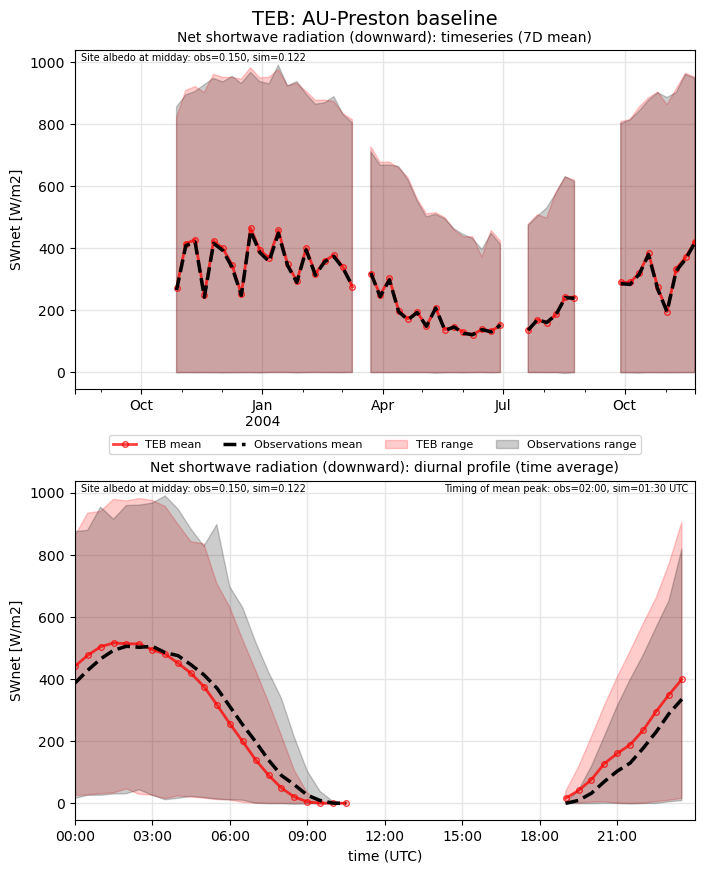 TEB: AU-Preston baseline
Net shortwave radiation (downward): timeseries (7D mean)
Site albedo at midday: obs=0.150, sim=0.122
SWnet [W/m2]
1000
800
600
400
200
0
Oct
Jan
2004
Apr
Jul
Oct
TEB mean
Observations mean
TEB range
Observations range
Net shortwave radiation (downward): diurnal profile (time average)
Site albedo at midday: obs=0.150, sim=0.122
Timing of mean peak: obs=02:00, sim=01:30 UTC
SWnet [W/m2]
1000
800
600
400
200
0
00:00
03:00
06:00
09:00
12:00
15:00
18:00
21:00
time (UTC)